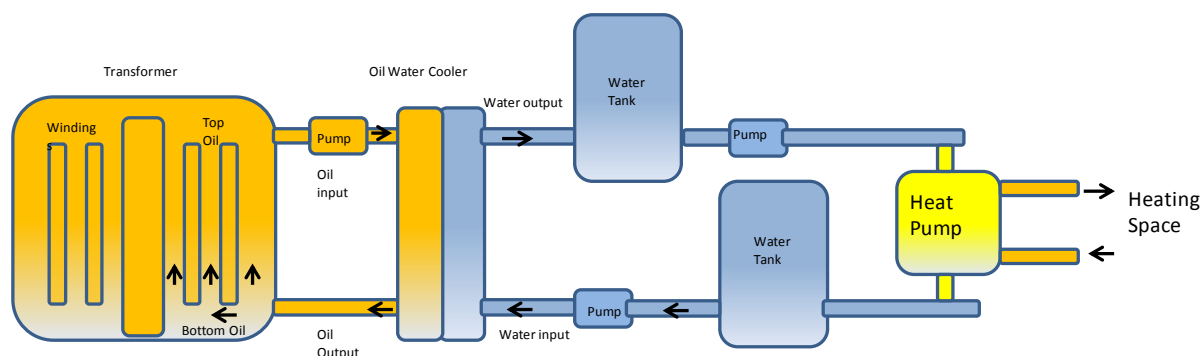 Transformer
Oil Water Cooler
Water
Tank
Water output
Winding
s
Top
Oil
Pump
Pump
Oil
input
Heat
Pump
Heating
Space
Water
Tank
Pump
Bottom Oil
Oil
Output
Water input